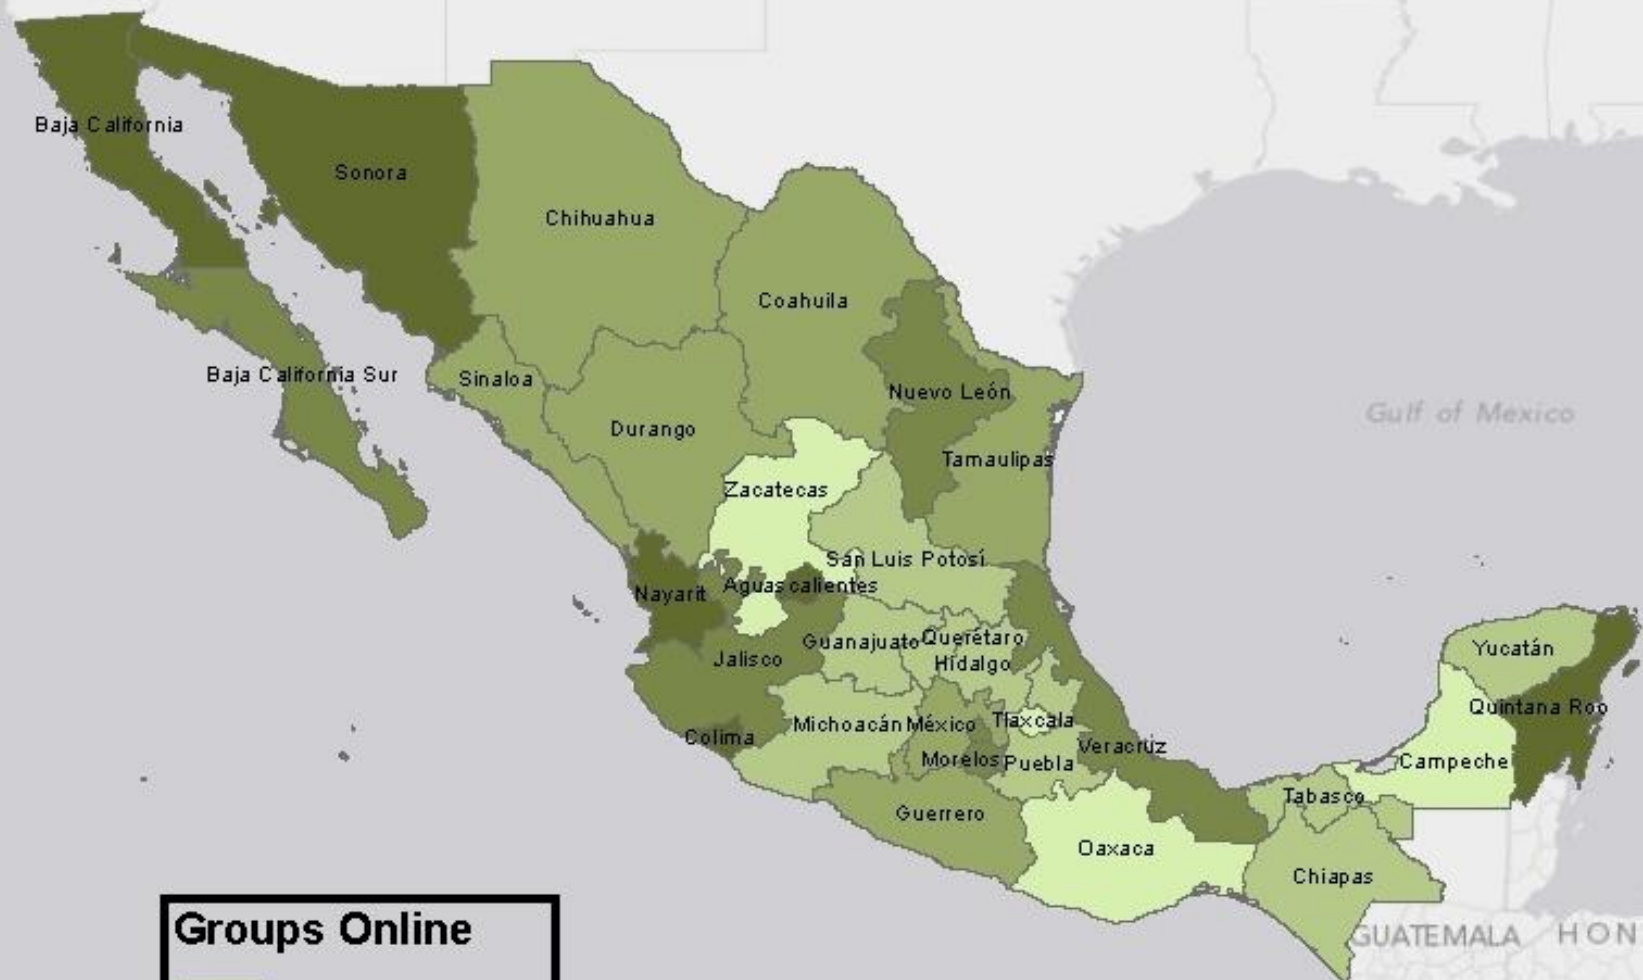 Baja California
Sonora
Chihuahua
Coahuila
Baja California Sur
Sinaloa
Nuevo León
Gulf of Mexico
Durango
Tamaulipas
Zacatecas
San Luis Potosí
Aguascalientes
Nayarit
Guanajuato
Querétaro
Hidalgo
Jalisco
Yucatán
Quintana Roo
Michoacán
México
Tlaxcala
Colima
Veracruz
Morelos
Puebla
Campeche
Tabasco
Guerrero
Oaxaca
Chiapas
Groups Online
GUATEMALA
HON